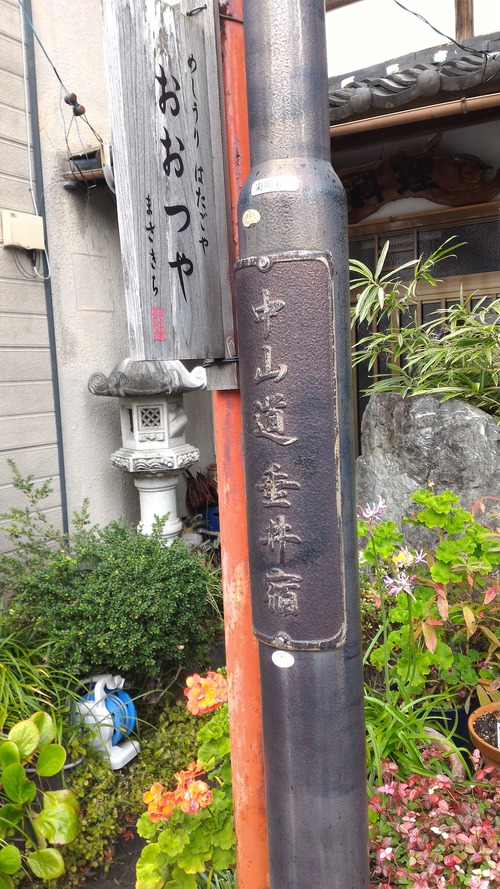 めしうり はたごや
おおつや
まさきち
中山道垂井宿